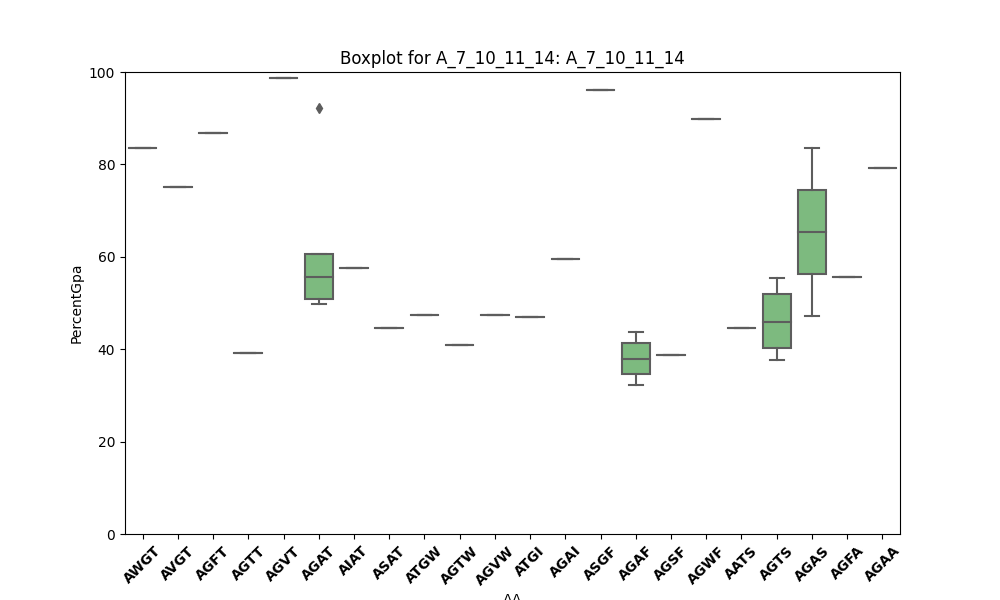 Boxplot for A_7_10_11_14: A_7_10_11_14
100
80
60
40
20
0
PercentGpa
AWGT AVGT AGFT AGTT AGVT AGAT AIAT ASAT ATGW AGTW AGVW ATGI AGAI ASGF AGAF AGSF AGWF AATS AGTS AGAS AGFA AGAA
AA